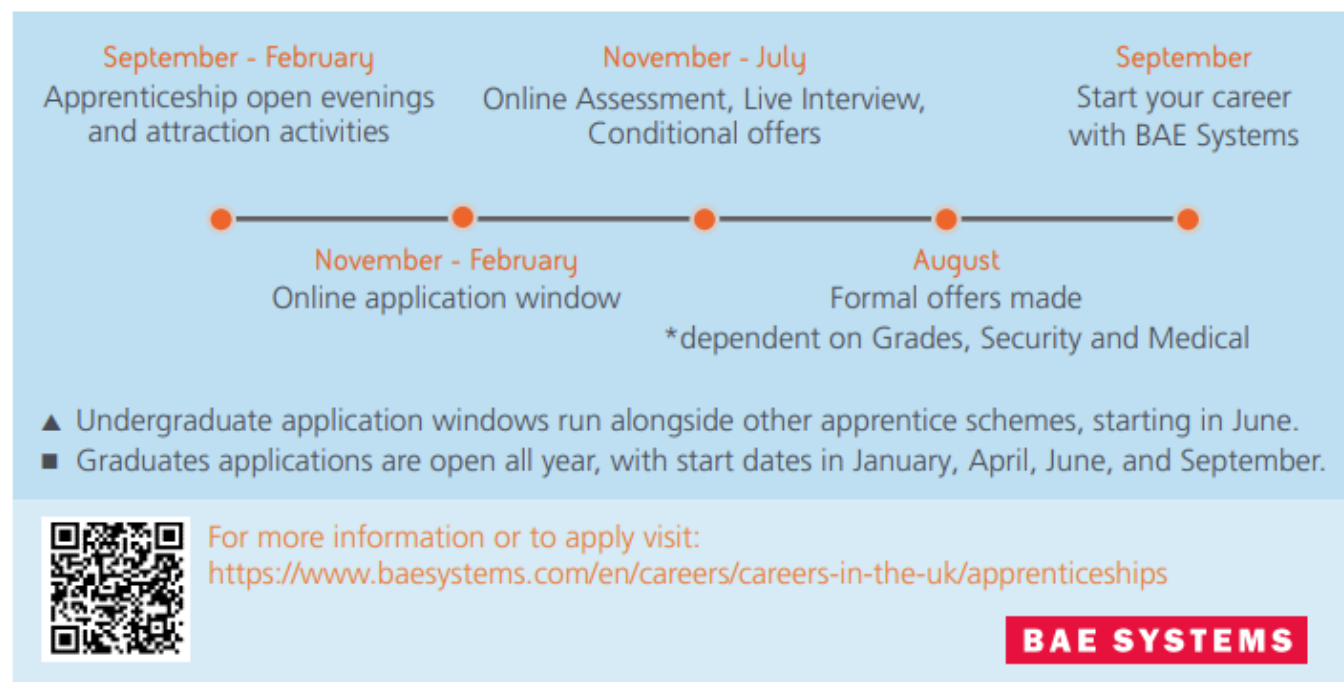 September - February
Apprenticeship open evenings
and attraction activities
November - July
Online Assessment, Live Interview,
Conditional offers
September
Start your career
with BAE Systems
November - February
Online application window
August
Formal offers made
*dependent on Grades, Security and Medical
▲ Undergraduate application windows run alongside other apprentice schemes, starting in June.
■ Graduates applications are open all year, with start dates in January, April, June, and September.
For more information or to apply visit:
https://www.baesystems.com/en/careers/careers-in-the-uk/apprenticeships
BAE SYSTEMS